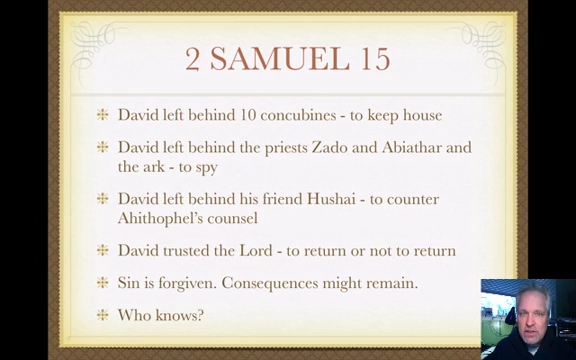 2 SAMUEL 15
David left behind 10 concubines - to keep house
David left behind the priests Zado and Abiathar and
the ark - to spy
David left behind his friend Hushai - to counter
Ahithophel's counsel
David trusted the Lord - to return or not to return
Sin is forgiven. Consequences might remain.
Who knows?